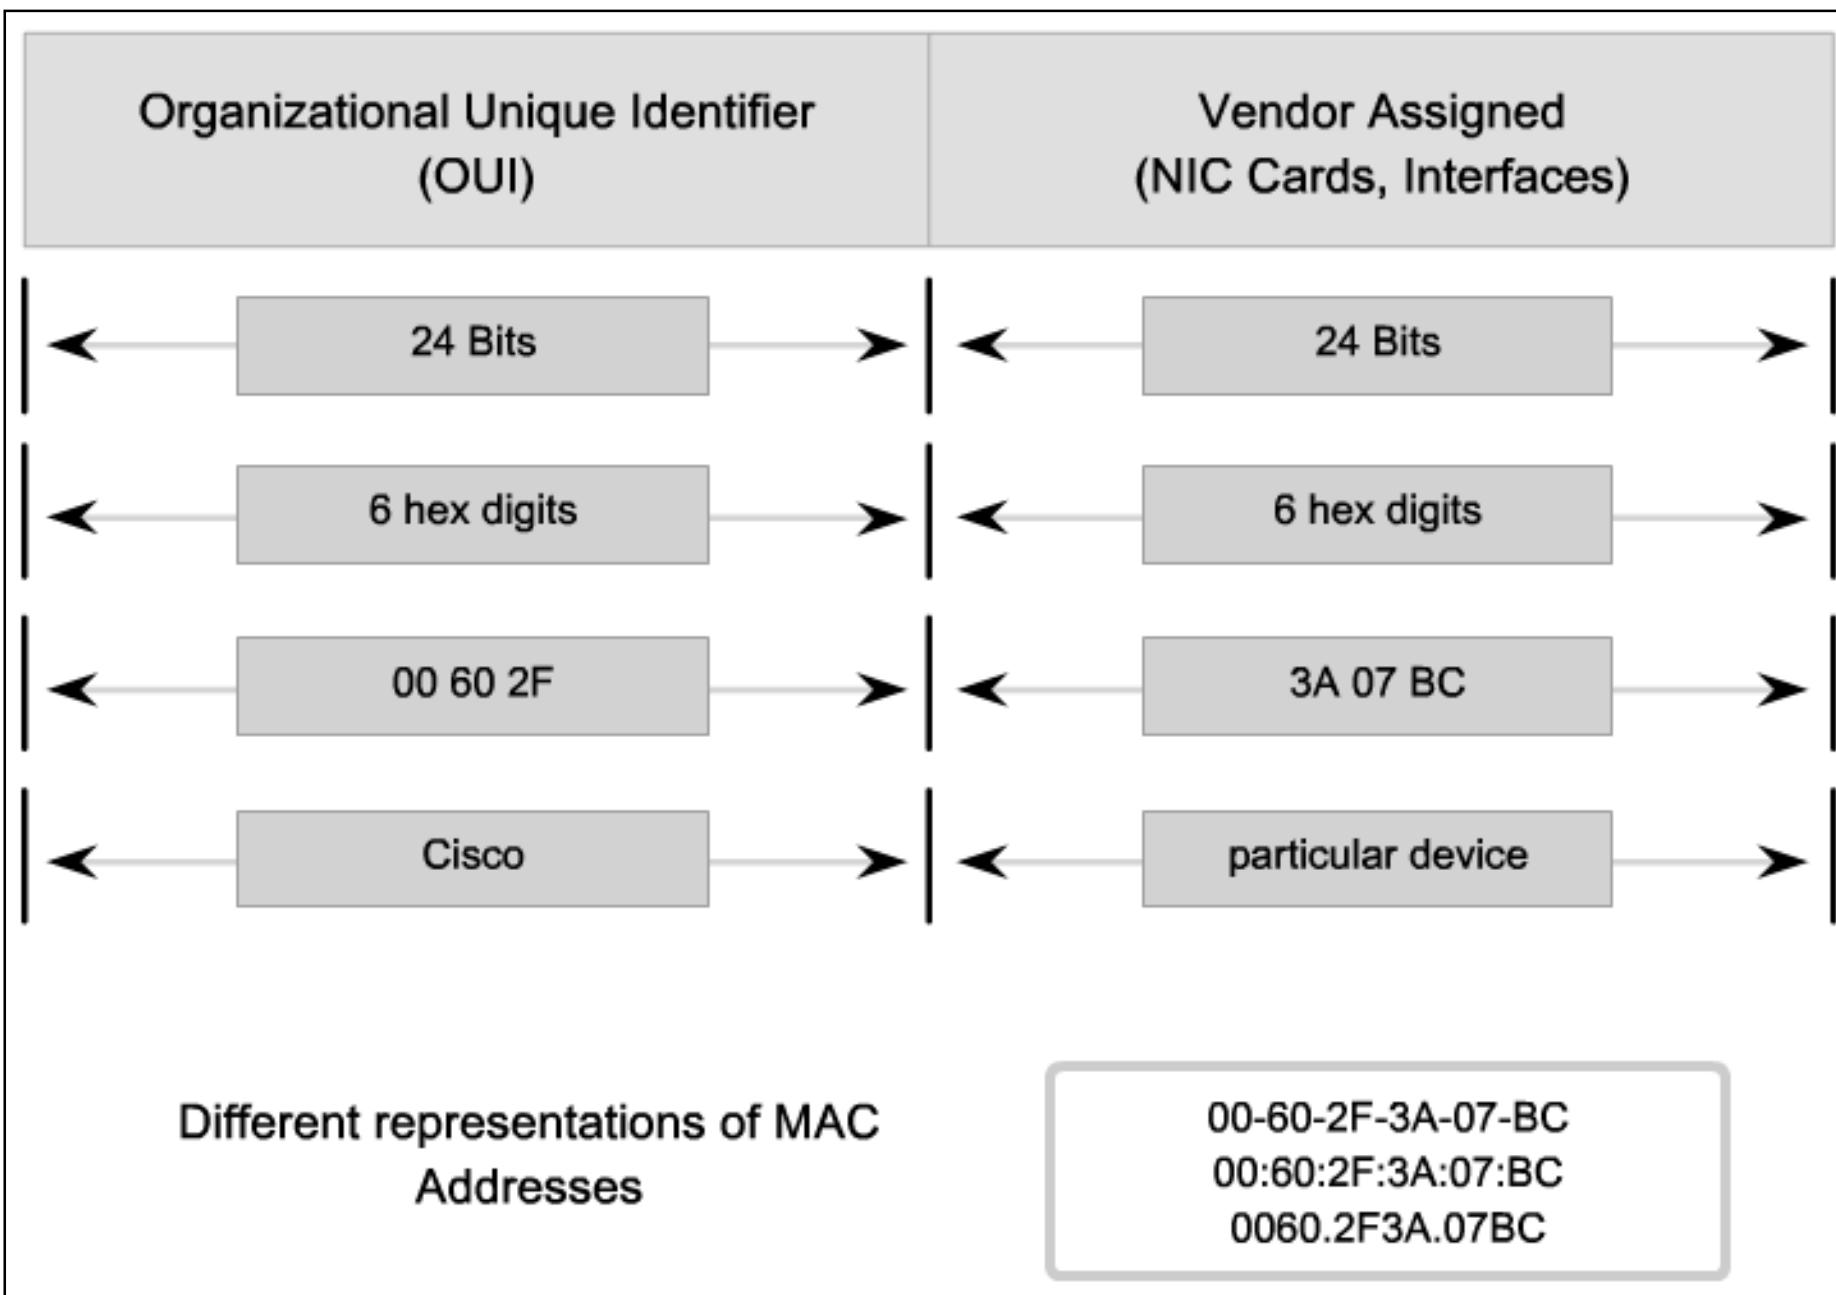 Organizational Unique Identifier
(OUI)
Vendor Assigned
(NIC Cards, Interfaces)
24 Bits
24 Bits
6 hex digits
6 hex digits
00 60 2F
3A 07 BC
Cisco
particular device
Different representations of MAC
Addresses
00-60-2F-3A-07-BC
00:60:2F:3A:07:BC
0060.2F3A.07BC